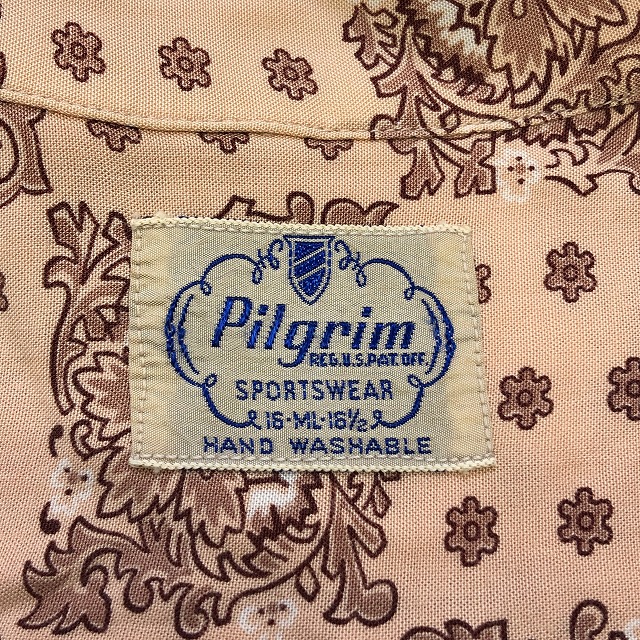 Pilgrim
REG.U.S.PAT.OFF.
SPORTSWEAR
16-ML-16½
HAND WASHABLE